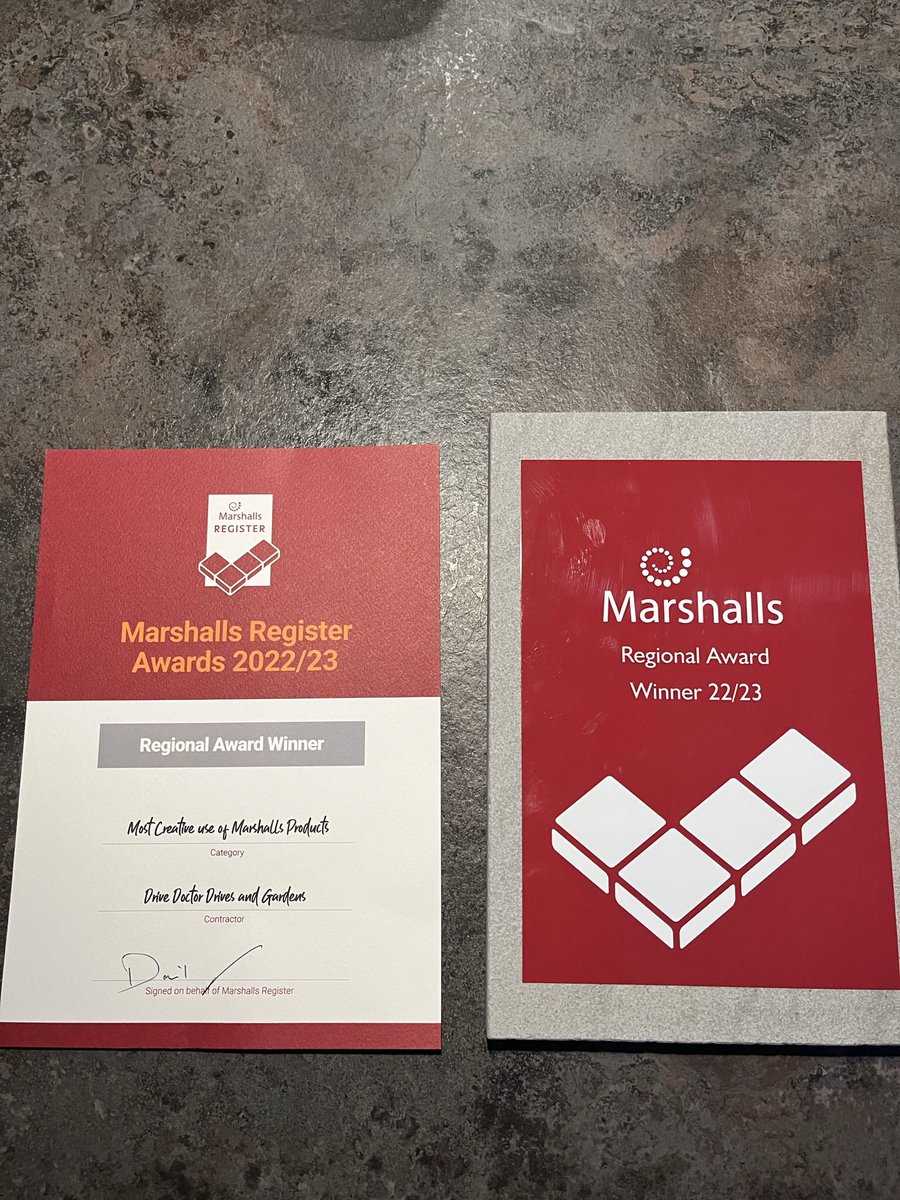 Marshalls
REGISTER
Marshalls Register
Awards 2022/23
Regional Award Winner
Most Creative use of Marshalls Products
Category
Drive Doctor Drives and Gardens
Contractor
Signed on behalf of Marshalls Register
Marshalls
Regional Award
Winner 22/23